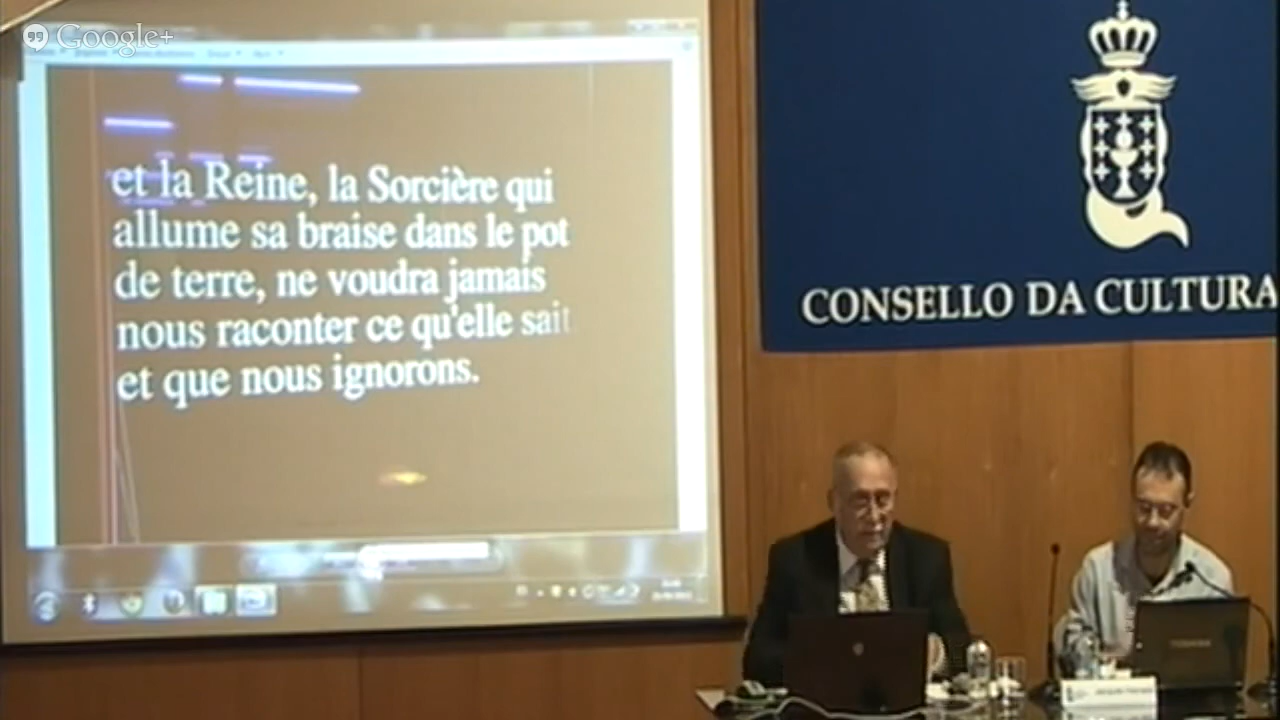 Google+
et la Reine, la Sorcière qui
allume sa braise dans le pot
de terre, ne voudra jamais
nous raconter ce qu'elle sait
et que nous ignorons.
CONSELLO DA CULTURA
TOSHIBA